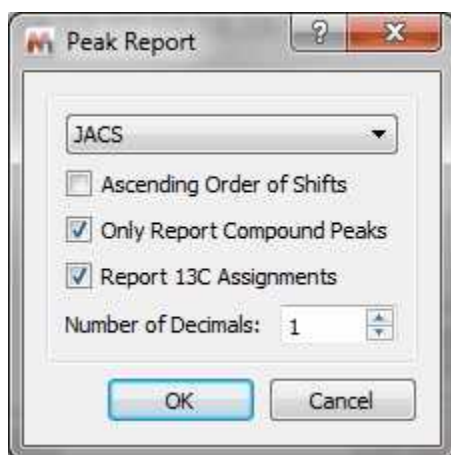 Peak Report
JACS
Ascending Order of Shifts
Only Report Compound Peaks
Report 13C Assignments
Number of Decimals: 1
OK Cancel